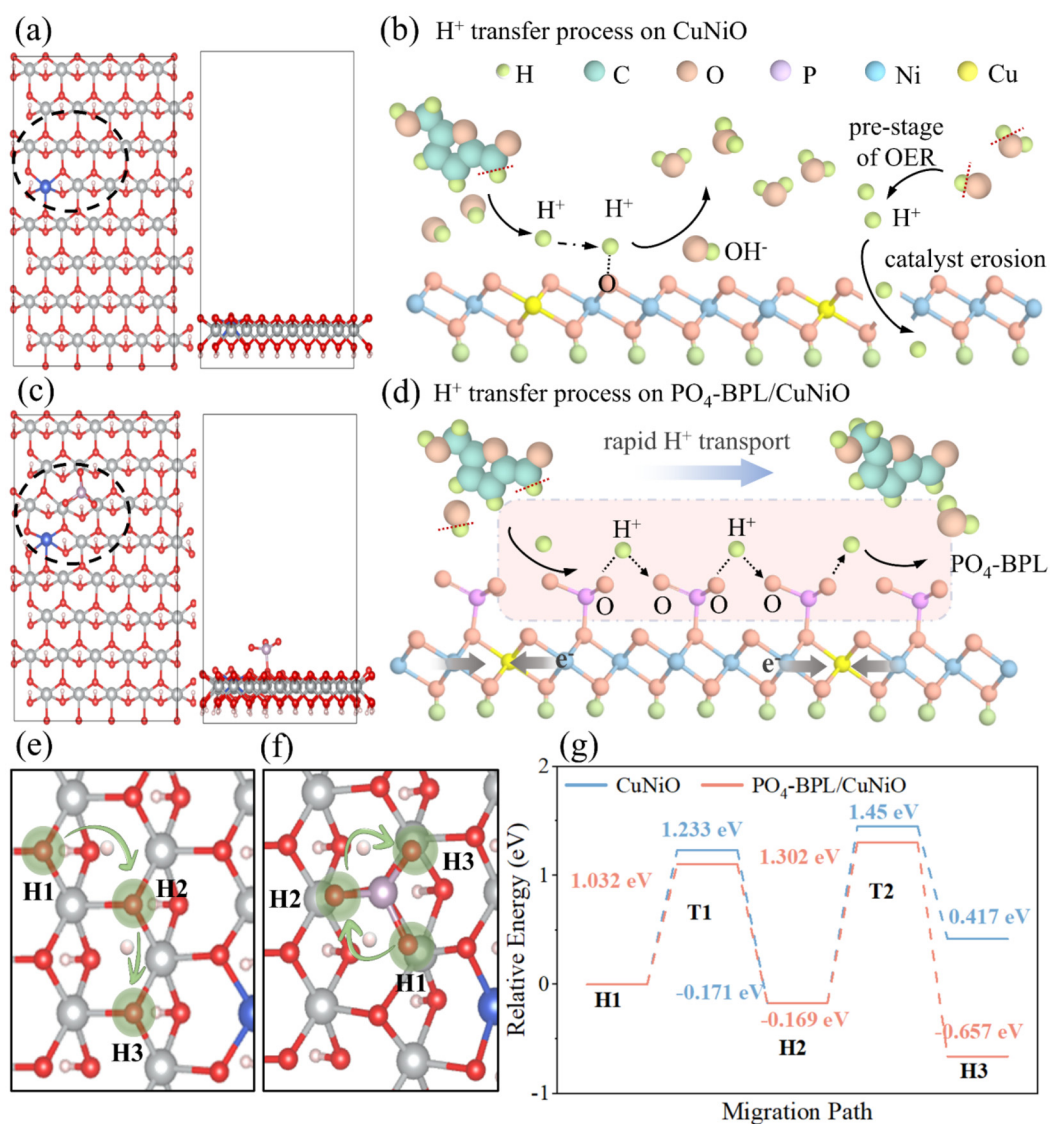 (a)
(b) H⁺ transfer process on CuNiO
H C O P Ni Cu
pre-stage
of OER
H⁺ H⁺
H⁺
OH⁻
catalyst erosion
O
(c)
(d) H⁺ transfer process on PO₄-BPL/CuNiO
rapid H⁺ transport
H⁺ H⁺
PO₄-BPL
O O O O
e⁻ e⁻
(e)
H1
H2
H3
(f)
H3
H2
H1
(g)
2
1
0
-1
Relative Energy (eV)
CuNiO PO₄-BPL/CuNiO
1.233 eV 1.45 eV
1.032 eV 1.302 eV
T1 T2
0.417 eV
H1
-0.171 eV
-0.169 eV
H2
-0.657 eV
H3
Migration Path